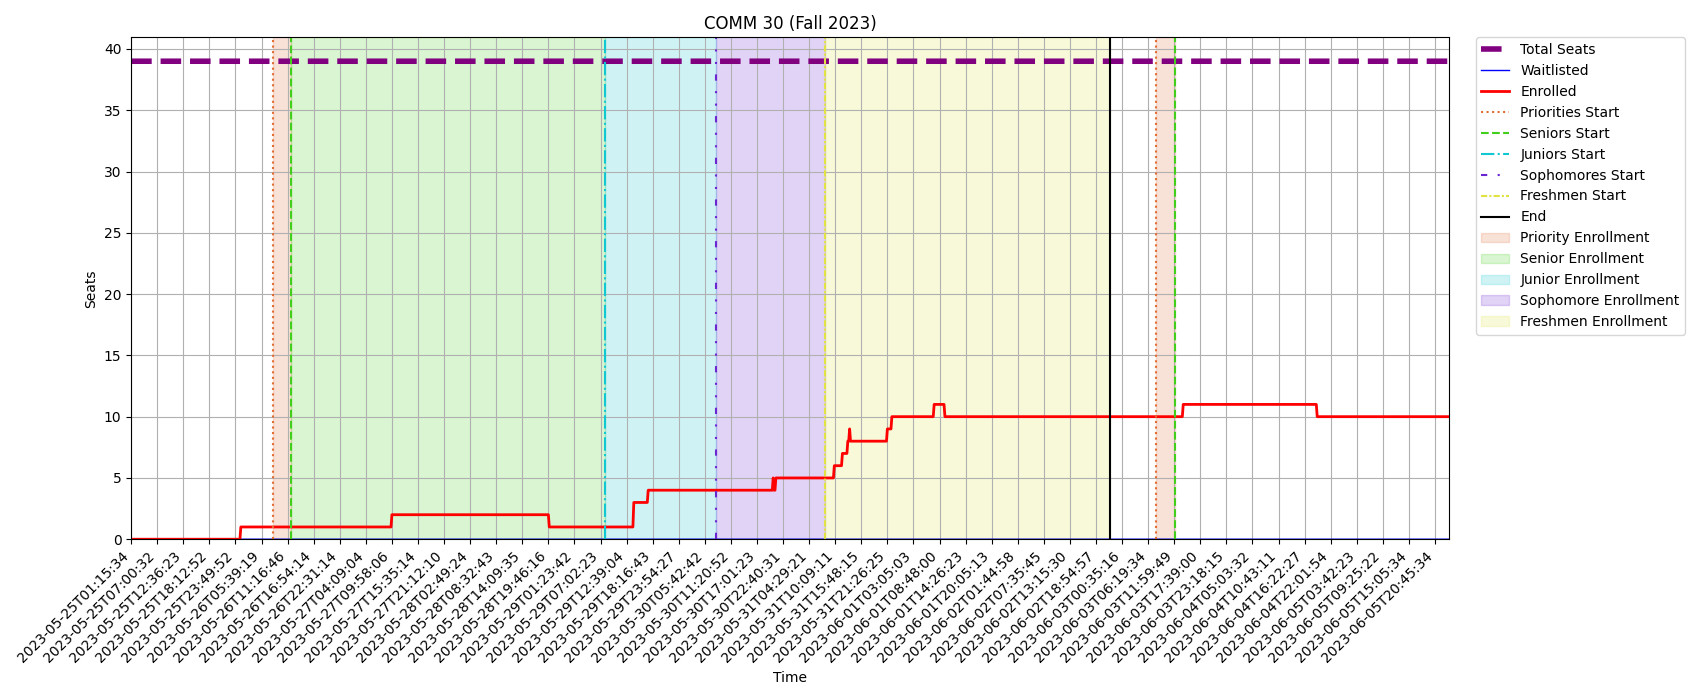 COMM 30 (Fall 2023)
Seats
40
35
30
25
20
15
10
5
0
2023-05-25T01:15:34
2023-05-25T07:00:32
2023-05-25T12:36:23
2023-05-25T18:12:52
2023-05-25T23:49:52
2023-05-26T05:39:19
2023-05-26T11:16:46
2023-05-26T16:54:14
2023-05-26T22:31:14
2023-05-27T04:09:04
2023-05-27T09:58:06
2023-05-27T15:35:14
2023-05-27T21:12:10
2023-05-28T02:49:24
2023-05-28T08:32:43
2023-05-28T14:09:35
2023-05-28T19:46:16
2023-05-29T01:23:42
2023-05-29T07:02:23
2023-05-29T12:39:04
2023-05-29T18:16:43
2023-05-29T23:54:27
2023-05-30T05:42:42
2023-05-30T11:20:52
2023-05-30T17:01:23
2023-05-30T22:40:31
2023-05-31T04:29:21
2023-05-31T10:09:11
2023-05-31T15:48:15
2023-05-31T21:26:25
2023-06-01T03:05:03
2023-06-01T08:48:00
2023-06-01T14:26:23
2023-06-01T20:05:13
2023-06-02T01:44:58
2023-06-02T07:35:45
2023-06-02T13:15:30
2023-06-02T18:54:57
2023-06-03T00:35:16
2023-06-03T06:19:34
2023-06-03T11:59:49
2023-06-03T17:39:00
2023-06-03T23:18:15
2023-06-04T05:03:32
2023-06-04T10:43:11
2023-06-04T16:22:27
2023-06-04T22:01:54
2023-06-05T03:42:23
2023-06-05T09:25:22
2023-06-05T15:05:34
2023-06-05T20:45:34
Time
Total Seats
Waitlisted
Enrolled
Priorities Start
Seniors Start
Juniors Start
Sophomores Start
Freshmen Start
End
Priority Enrollment
Senior Enrollment
Junior Enrollment
Sophomore Enrollment
Freshmen Enrollment